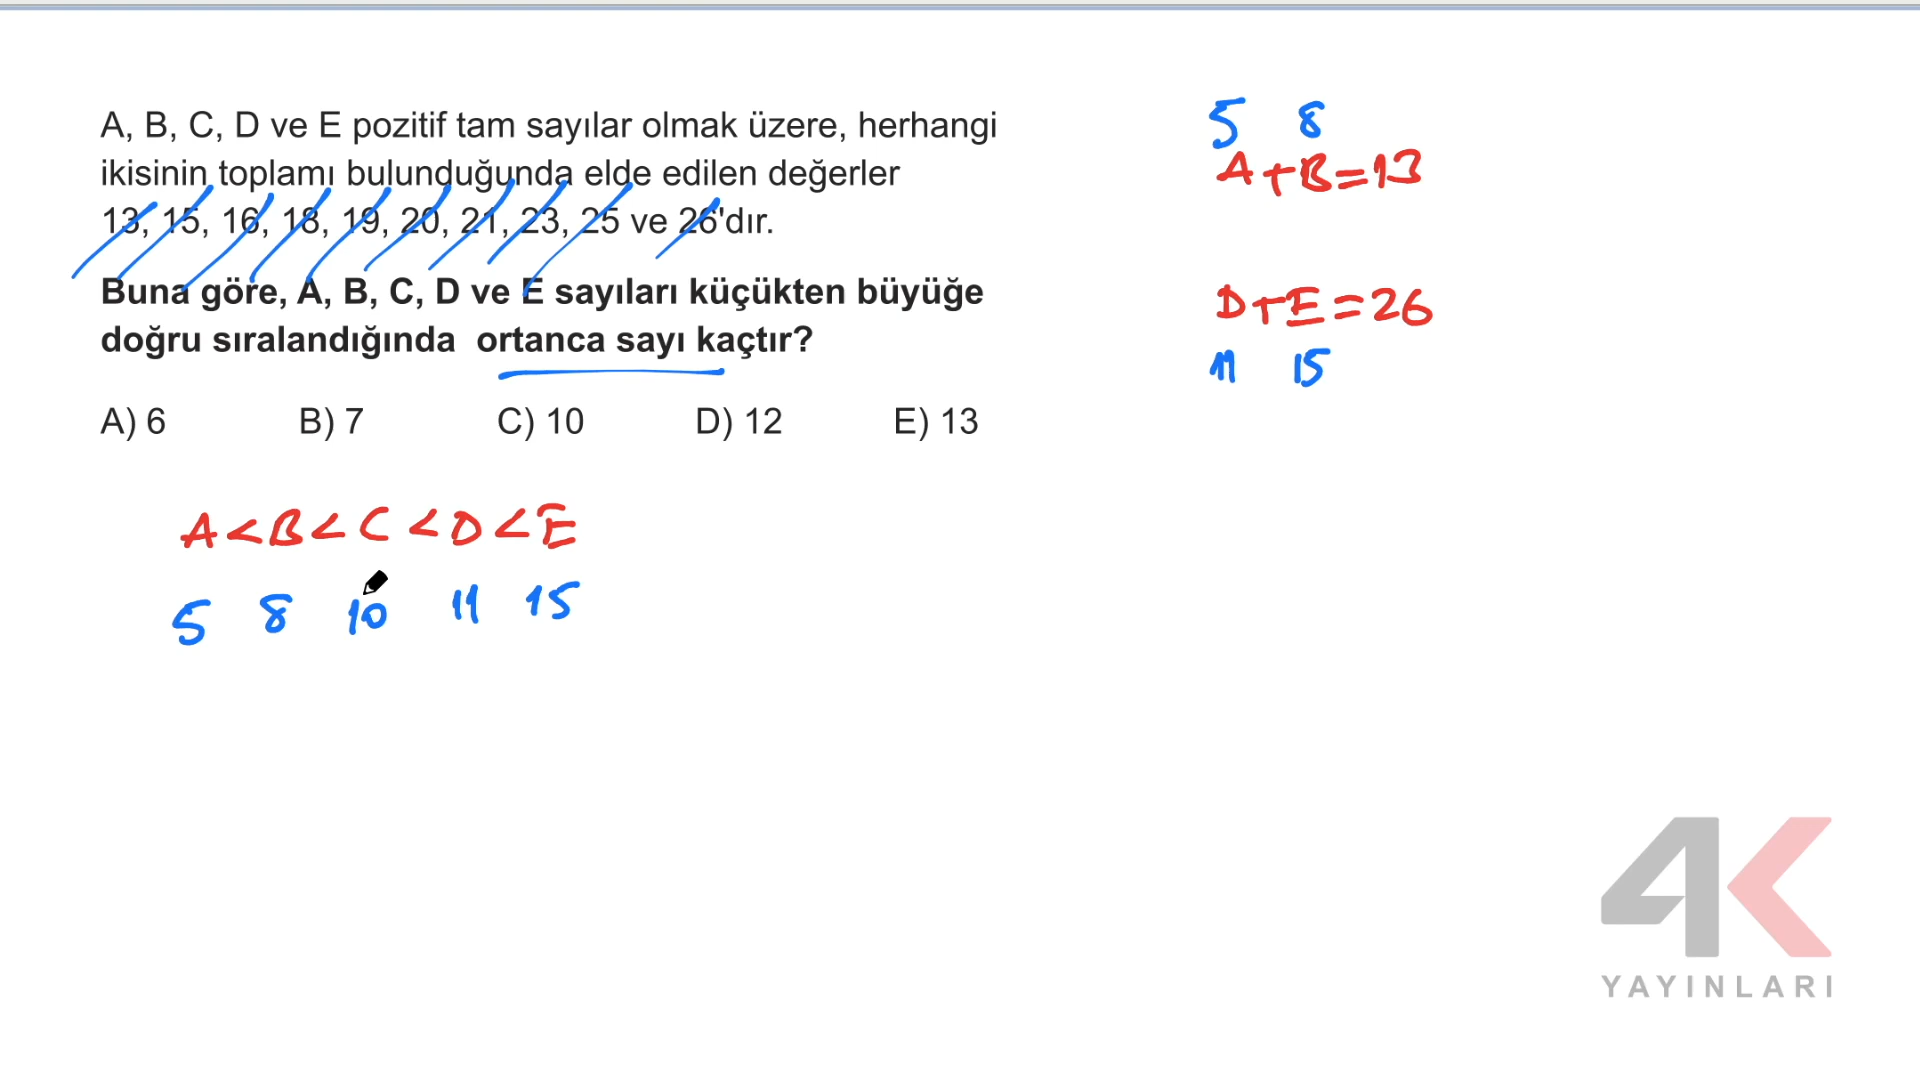 A, B, C, D ve E pozitif tam sayılar olmak üzere, herhangi
ikisinin toplamı bulunduğunda elde edilen değerler
13, 15, 16, 18, 19, 20, 21, 23, 25 ve 26'dır.
Buna göre, A, B, C, D ve E sayıları küçükten büyüğe
doğru sıralandığında ortanca sayı kaçtır?
A) 6 B) 7 C) 10 D) 12 E) 13
A < B < C < D < E
5 8 10 11 15
5 8
A + B = 13
D + E = 26
11 15
4K
YAYINLARI